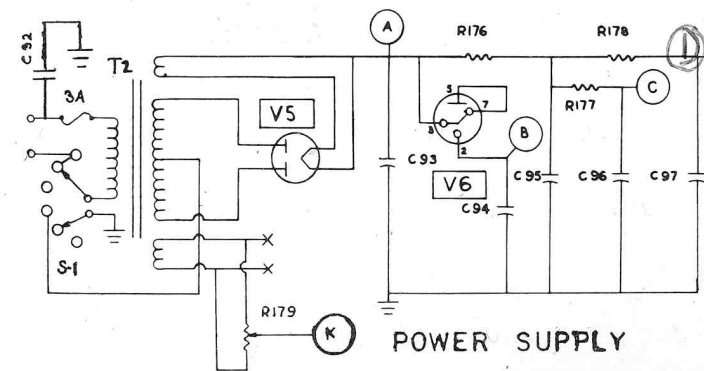 C92
T2
3A
S-1
V5
R179
K
A
C93
R176
5
7
3
2
V6
B
C94
C95
R178
R177
C
C96
D
C97
POWER SUPPLY